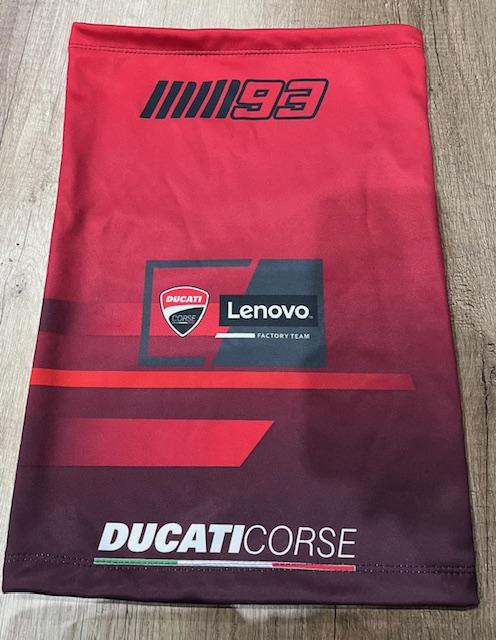 93
DUCATI
CORSE
Lenovo
FACTORY TEAM
DUCATICORSE